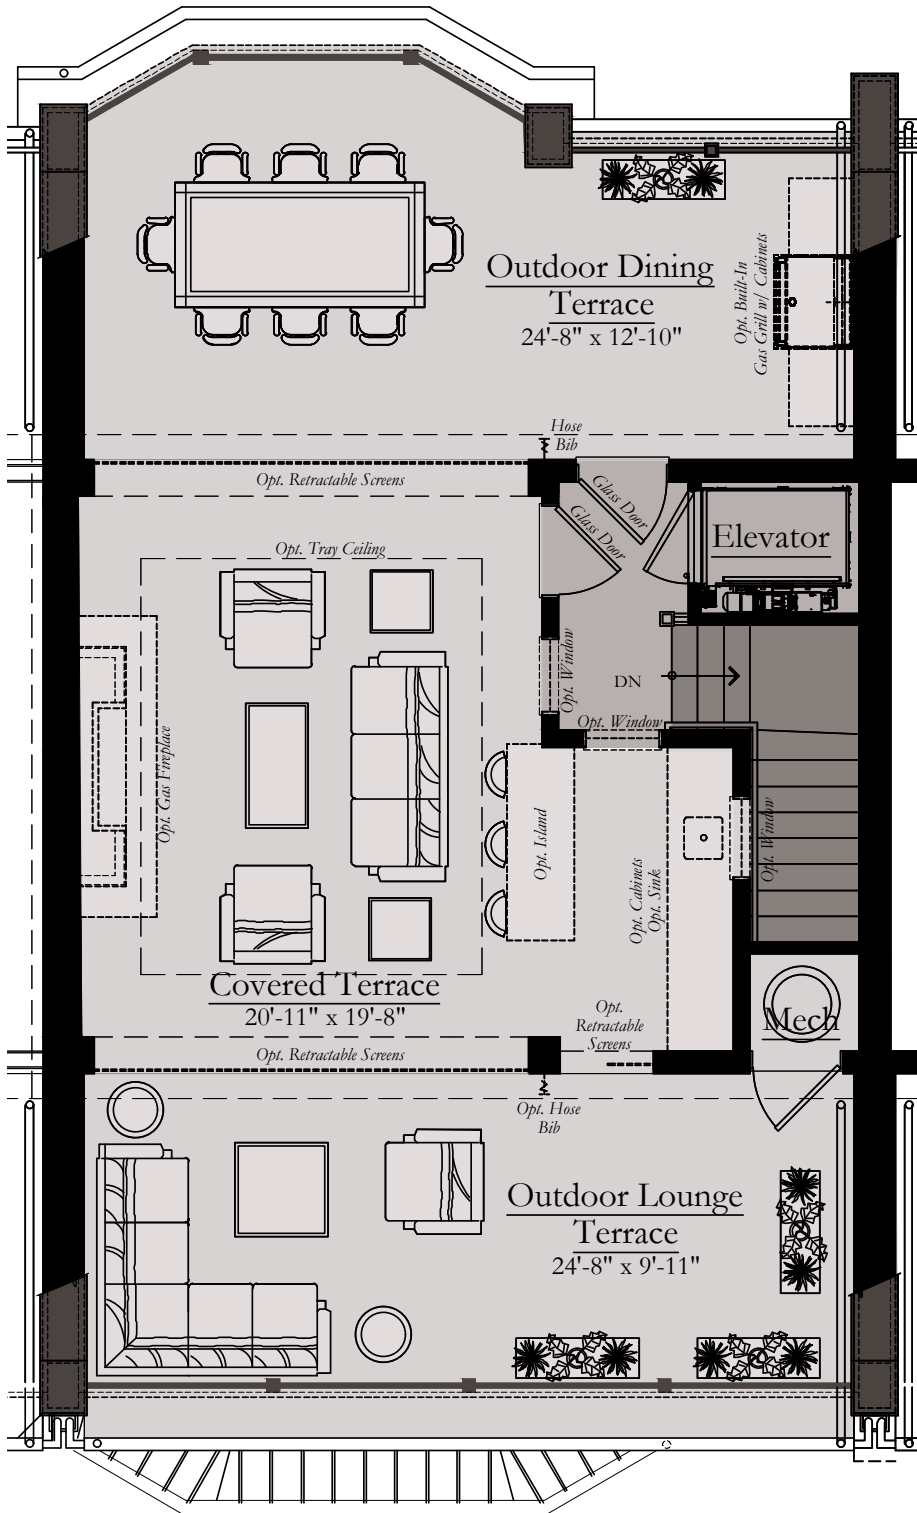 Outdoor Dining
Terrace
24'-8" x 12'-10"
Opt. Built-In
Gas Grill w/ Cabinets
Hose
Bib
Opt. Retractable Screens
Glass Door
Glass Door
Elevator
Opt. Tray Ceiling
Opt. Window
DN
Opt. Window
Opt. Gas Fireplace
Opt. Island
Opt. Cabinets
Opt. Sink
Opt. Window
Covered Terrace
20'-11" x 19'-8"
Opt.
Retractable
Screens
Mech
Opt. Retractable Screens
Opt. Hose
Bib
Outdoor Lounge
Terrace
24'-8" x 9'-11"